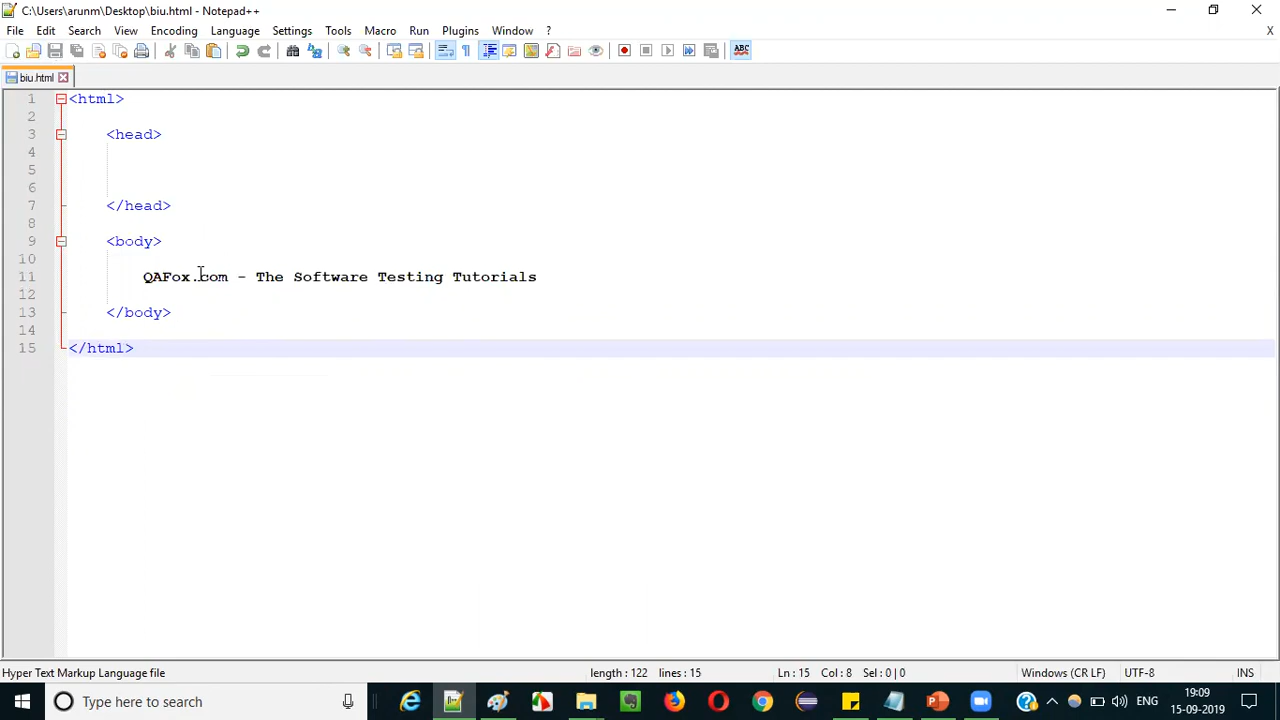 C:\Users\arunm\Desktop\biu.html - Notepad++
File Edit Search View Encoding Language Settings Tools Macro Run Plugins Window ? X
ABC
biu.html
1 <html>
2
3 <head>
4
5
6
7 </head>
8
9 <body>
10
11 QAFox.com - The Software Testing Tutorials
12
13 </body>
14
15 </html>
Hyper Text Markup Language file length : 122 lines : 15 Ln : 15 Col : 8 Sel : 0 | 0 Windows (CR LF) UTF-8 INS
Type here to search ENG 19:09
15-09-2019